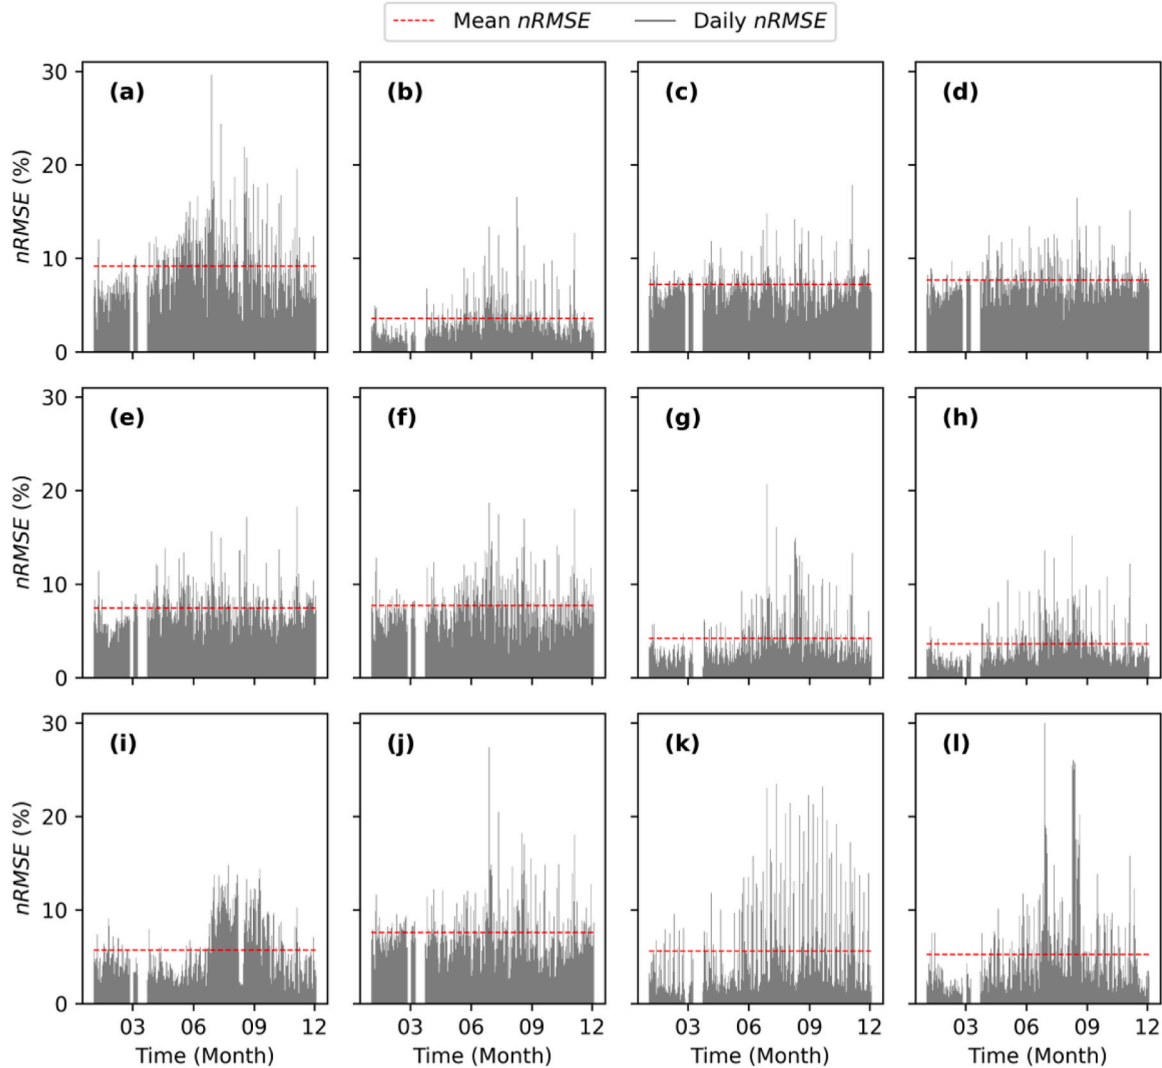 Mean nRMSE Daily nRMSE
(a) (b) (c) (d)
30
20
10
0
nRMSE (%)
(e) (f) (g) (h)
30
20
10
0
nRMSE (%)
(i) (j) (k) (l)
30
20
10
0
nRMSE (%)
03 06 09 12 03 06 09 12 03 06 09 12 03 06 09 12
Time (Month) Time (Month) Time (Month) Time (Month)